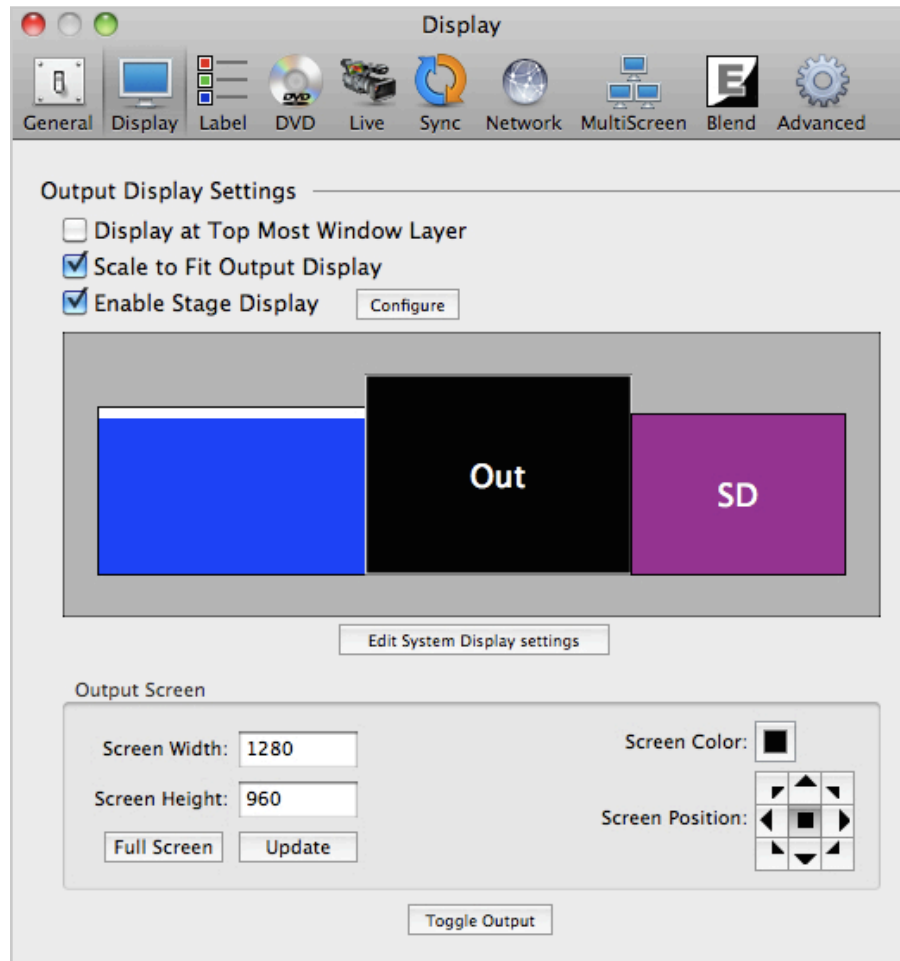 Display
General Display Label DVD Live Sync Network MultiScreen Blend Advanced
Output Display Settings
Display at Top Most Window Layer
Scale to Fit Output Display
Enable Stage Display Configure
Out
SD
Edit System Display settings
Output Screen
Screen Width: 1280
Screen Color:
Screen Height: 960
Screen Position:
Full Screen Update
Toggle Output